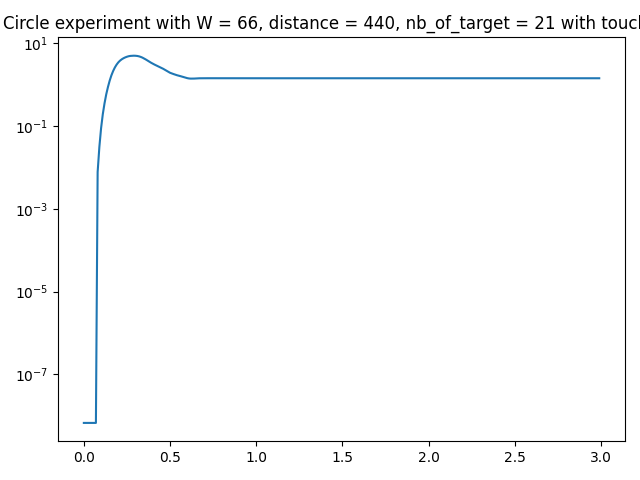 Circle experiment with W = 66, distance = 440, nb_of_target = 21 with
10¹
10⁻¹
10⁻³
10⁻⁵
10⁻⁷
0.0 0.5 1.0 1.5 2.0 2.5 3.0